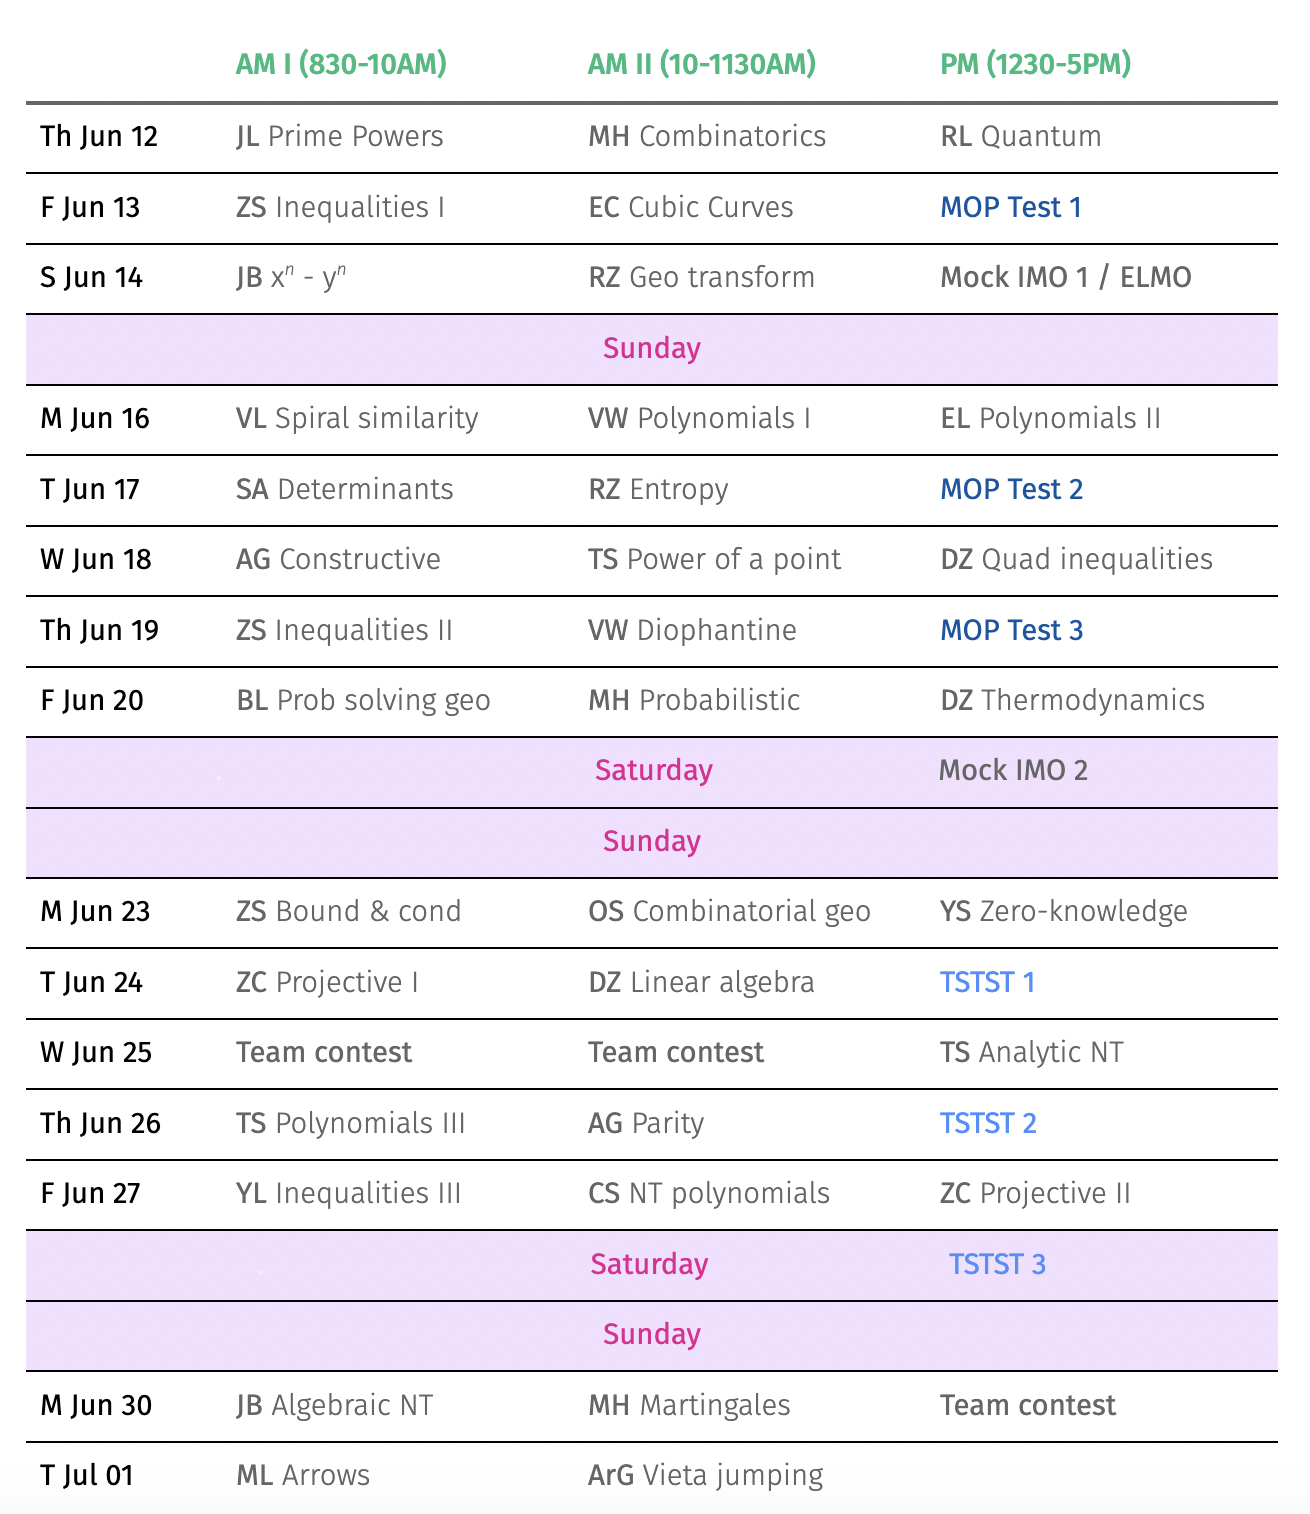 AM I (830-10AM) AM II (10-1130AM) PM (1230-5PM)
Th Jun 12 JL Prime Powers MH Combinatorics RL Quantum
F Jun 13 ZS Inequalities I EC Cubic Curves MOP Test 1
S Jun 14 JB xⁿ - yⁿ RZ Geo transform Mock IMO 1 / ELMO
Sunday
M Jun 16 VL Spiral similarity VW Polynomials I EL Polynomials II
T Jun 17 SA Determinants RZ Entropy MOP Test 2
W Jun 18 AG Constructive TS Power of a point DZ Quad inequalities
Th Jun 19 ZS Inequalities II VW Diophantine MOP Test 3
F Jun 20 BL Prob solving geo MH Probabilistic DZ Thermodynamics
Saturday Mock IMO 2
Sunday
M Jun 23 ZS Bound & cond OS Combinatorial geo YS Zero-knowledge
T Jun 24 ZC Projective I DZ Linear algebra TSTST 1
W Jun 25 Team contest Team contest TS Analytic NT
Th Jun 26 TS Polynomials III AG Parity TSTST 2
F Jun 27 YL Inequalities III CS NT polynomials ZC Projective II
Saturday TSTST 3
Sunday
M Jun 30 JB Algebraic NT MH Martingales Team contest
T Jul 01 ML Arrows ArG Vieta jumping